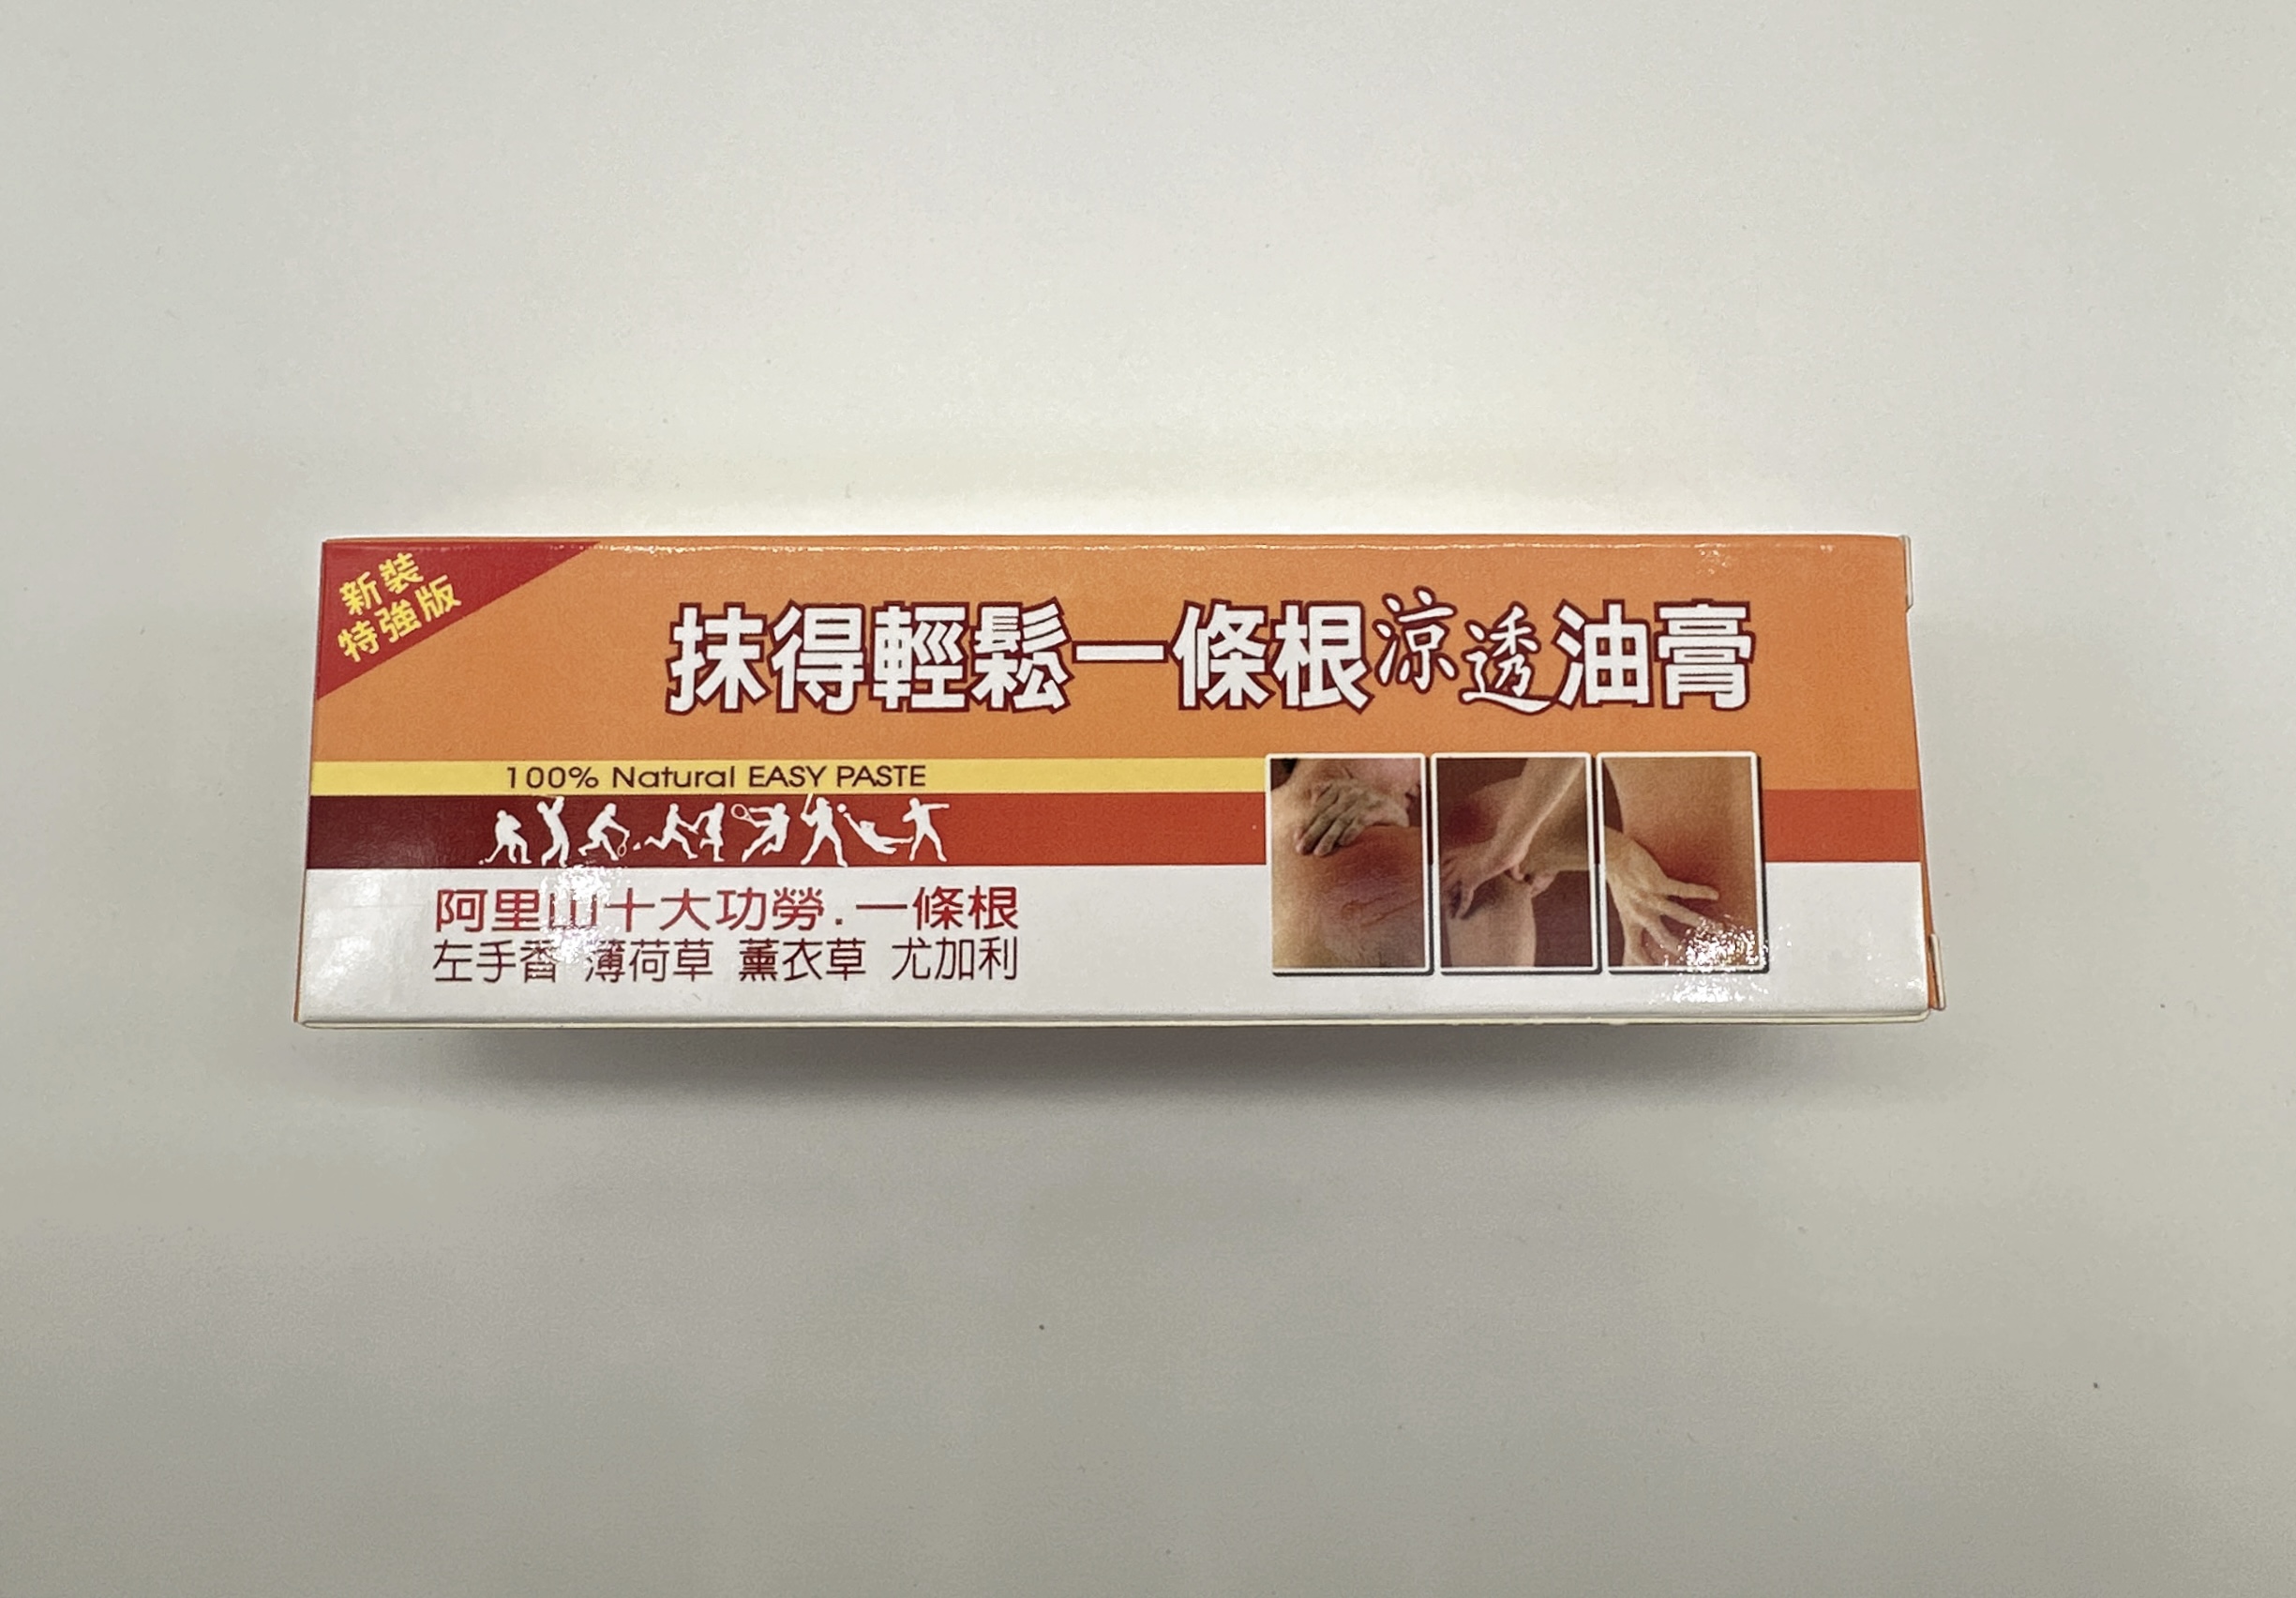 新裝
特強版
抹得輕鬆一條根涼透油膏
100% Natural EASY PASTE
阿里山十大功勞.一條根
左手香 薄荷草 薰衣草 尤加利